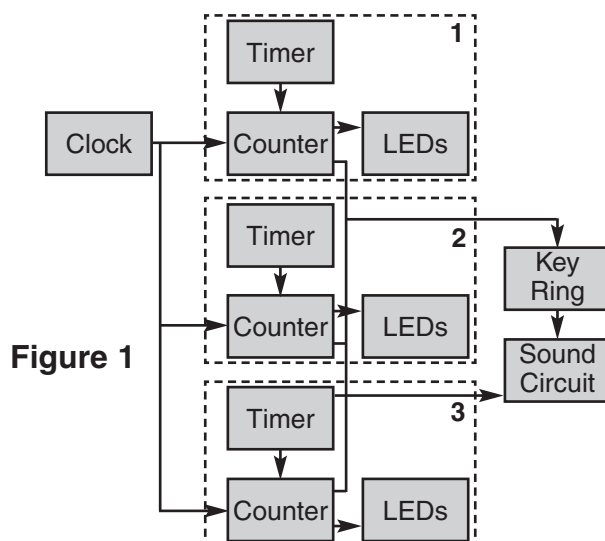 1
Timer
Clock
Counter
LEDs
2
Timer
Key
Ring
Counter
LEDs
Figure 1
Sound
Circuit
3
Timer
Counter
LEDs